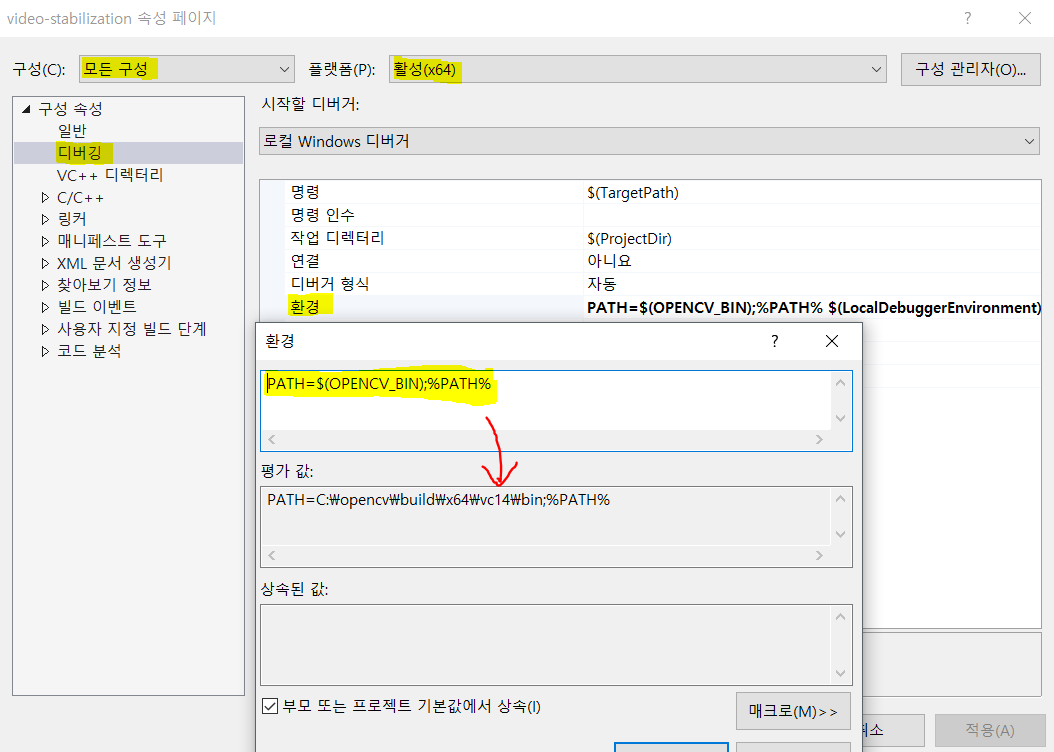 video-stabilization 속성 페이지
구성(C): 모든 구성 플랫폼(P): 활성(x64) 구성 관리자(O)...
구성 속성
일반
디버깅
VC++ 디렉터리
C/C++
링커
매니페스트 도구
XML 문서 생성기
찾아보기 정보
빌드 이벤트
사용자 지정 빌드 단계
코드 분석
시작할 디버거:
로컬 Windows 디버거
명령 $(TargetPath)
명령 인수
작업 디렉터리 $(ProjectDir)
연결 아니요
디버거 형식 자동
환경 PATH=$(OPENCV_BIN);%PATH% $(LocalDebuggerEnvironment)
환경
PATH=$(OPENCV_BIN);%PATH%
평가 값:
PATH=C:₩opencv₩build₩x64₩vc14₩bin;%PATH%
상속된 값:
부모 또는 프로젝트 기본값에서 상속(I)
매크로(M)>>
적용(A)